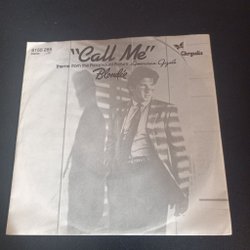 "Call Me"
Chrysalis
Theme from the Paramount Picture American Gigolo
Blondie